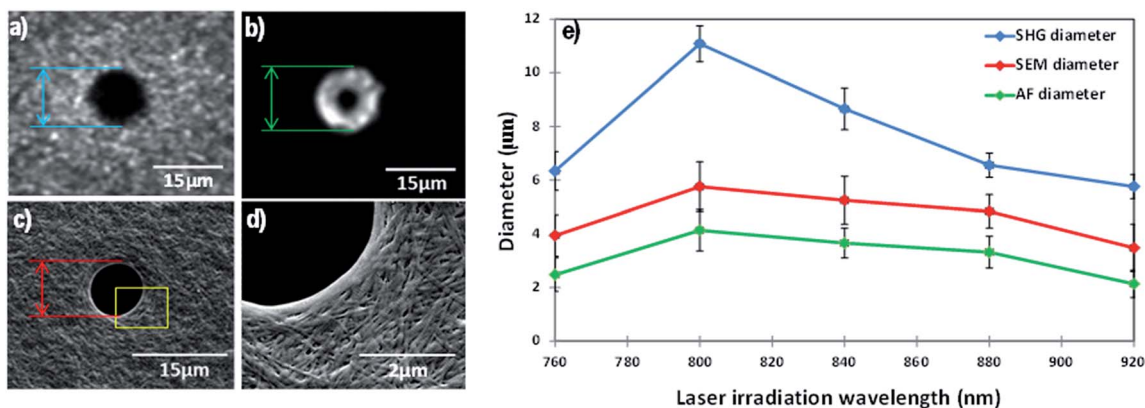 a)
15µm
b)
15µm
c)
15µm
d)
2µm
e)
SHG diameter
SEM diameter
AF diameter
Diameter (µm)
12
10
8
6
4
2
0
760 780 800 820 840 860 880 900 920
Laser irradiation wavelength (nm)